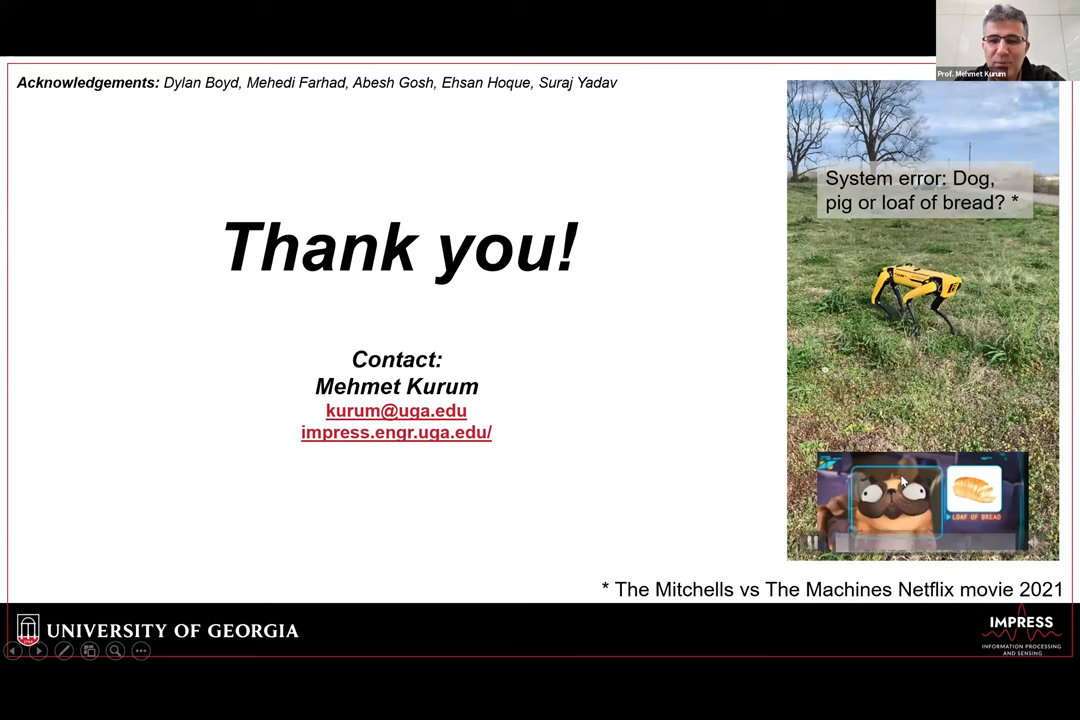 Prof. Mehmet Kurum
Acknowledgements: Dylan Boyd, Mehedi Farhad, Abesh Gosh, Ehsan Hoque, Suraj Yadav
System error: Dog,
pig or loaf of bread? *
Thank you!
Contact:
Mehmet Kurum
kurum@uga.edu
impress.engr.uga.edu/
LOAF OF BREAD
* The Mitchells vs The Machines Netflix movie 2021
UNIVERSITY OF GEORGIA
IMPRESS
INFORMATION PROCESSING
AND SENSING